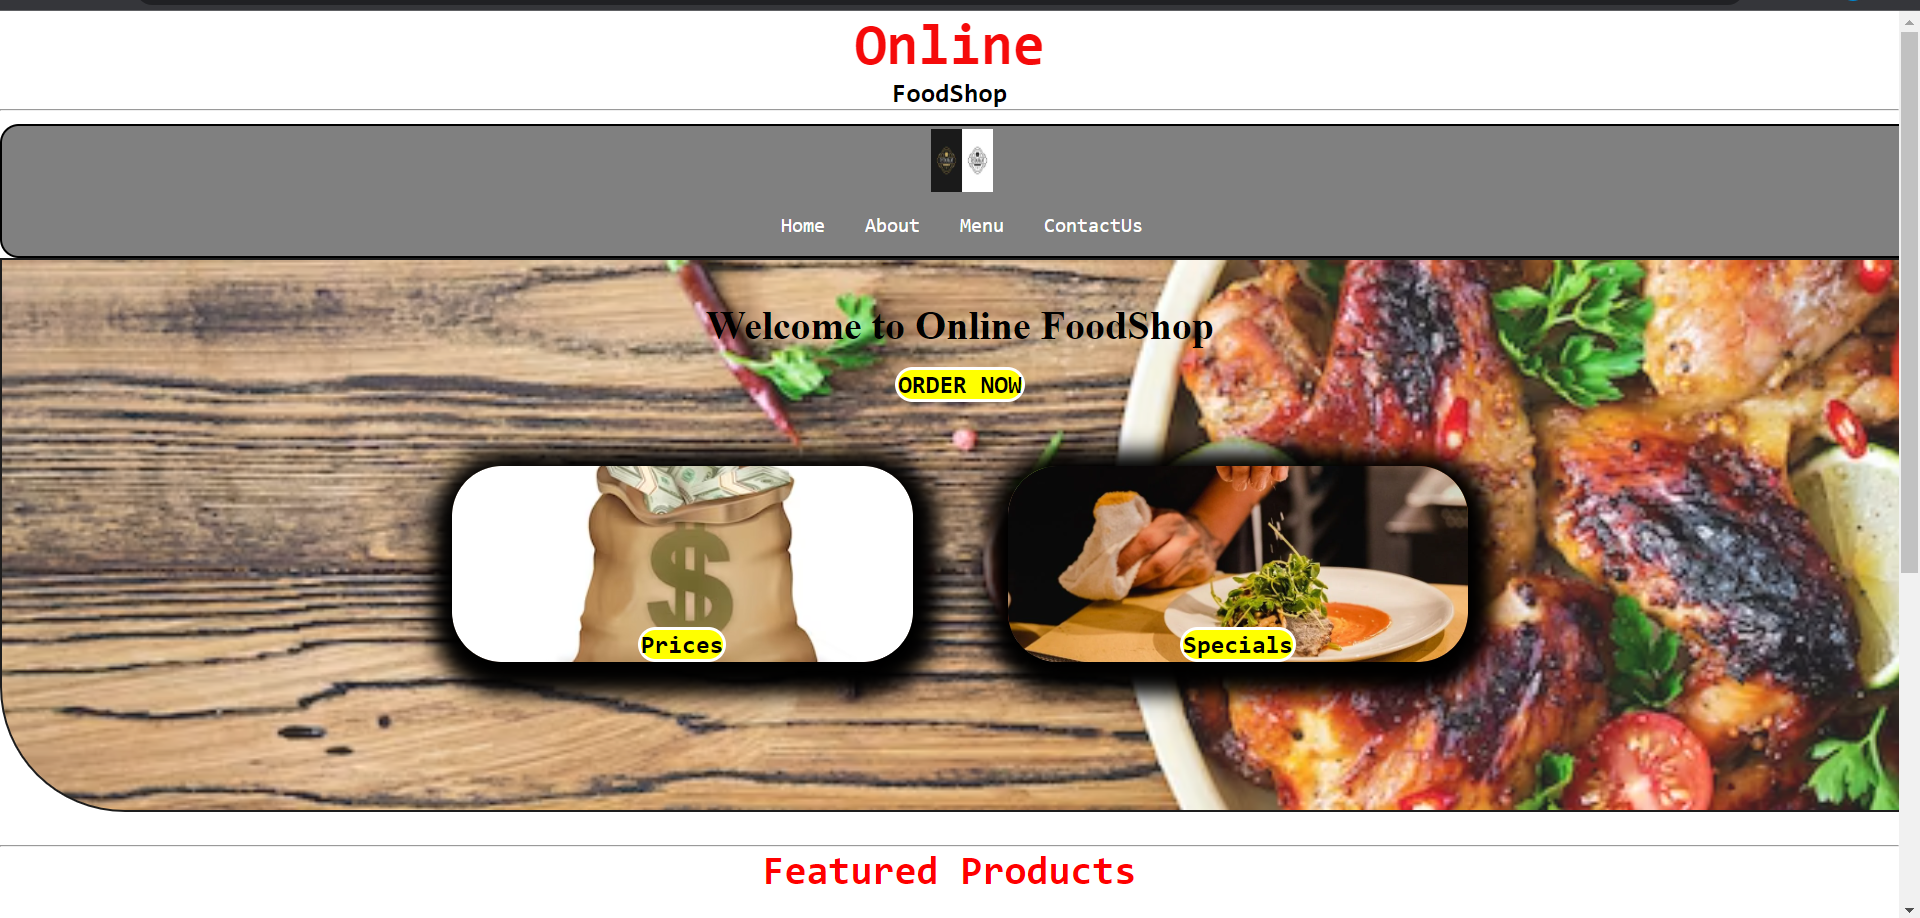 Online
FoodShop
Home About Menu ContactUs
Welcome to Online FoodShop
ORDER NOW
$
Prices
Specials
Featured Products